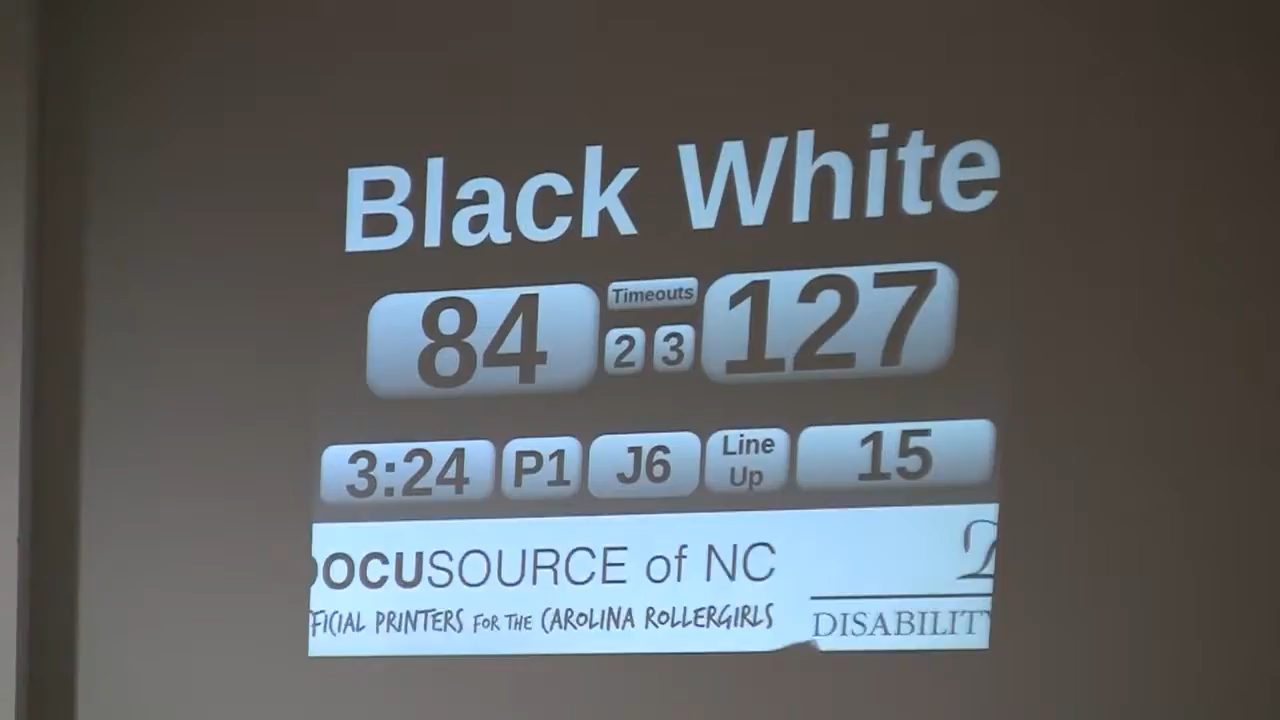 Black White
84 Timeouts 127
2 3
3:24 P1 J6 Line Up 15
OCUSOURCE of NC
FICIAL PRINTERS FOR THE CAROLINA ROLLERGIRLS
DISABILITY